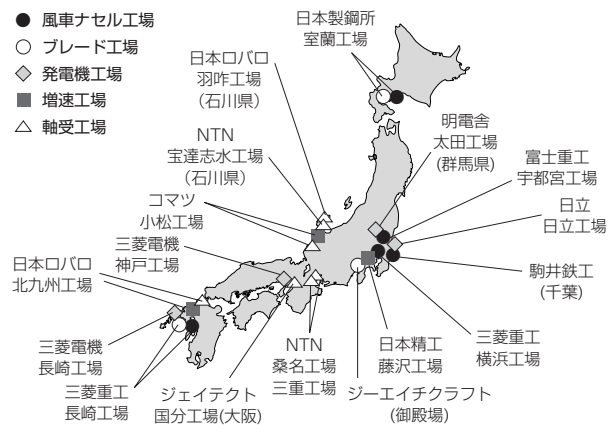 風車ナセル工場
ブレード工場
発電機工場
増速工場
軸受工場
日本製鋼所
室蘭工場
日本ロバロ
羽咋工場
(石川県)
NTN
宝達志水工場
(石川県)
コマツ
小松工場
三菱電機
神戸工場
日本ロバロ
北九州工場
明電舎
太田工場
(群馬県)
富士重工
宇都宮工場
日立
日立工場
駒井鉄工
(千葉)
三菱電機
長崎工場
三菱重工
長崎工場
ジェイテクト
国分工場(大阪)
NTN
桑名工場
三重工場
日本精工
藤沢工場
ジーエイチクラフト
(御殿場)
三菱重工
横浜工場